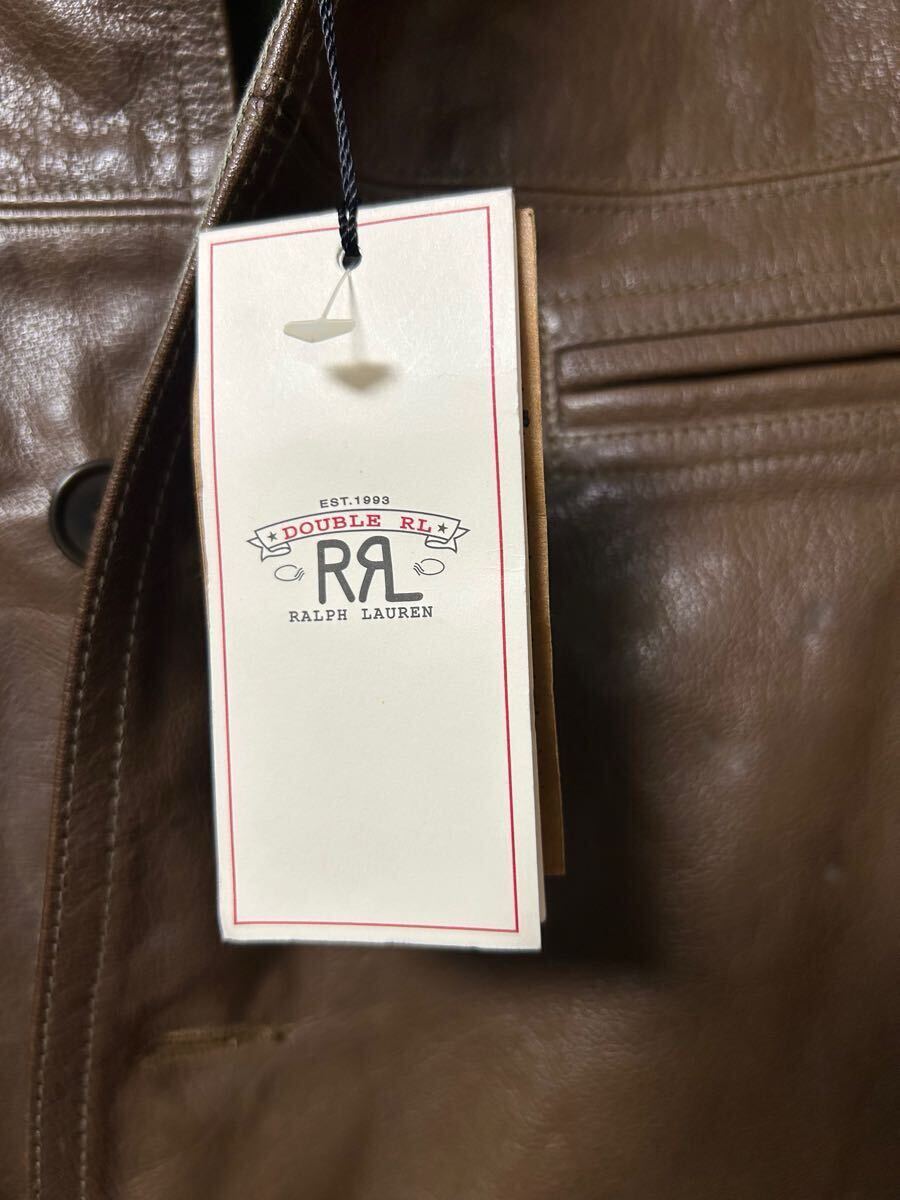 EST.1993
DOUBLE RL
RRL
RALPH LAUREN